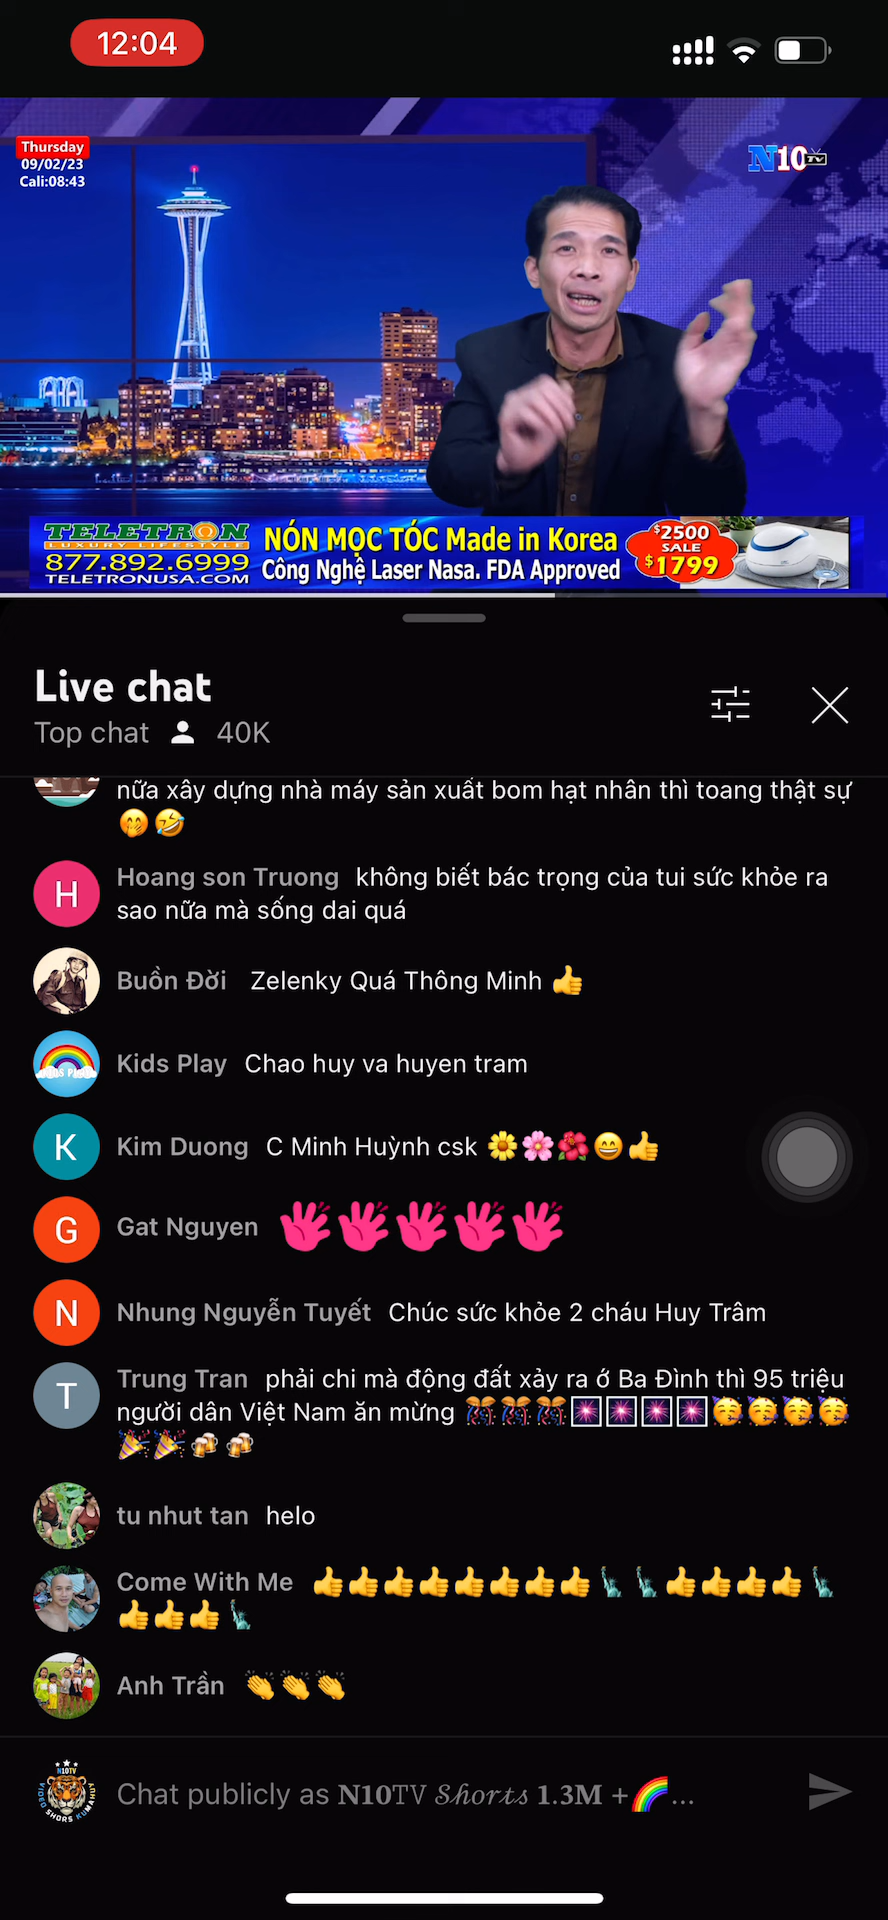 12:04
Thursday
09/02/23
Cali:08:43
N10 TV
TELETRON
LUXURY LIFESTYLE
877.892.6999
TELETRONUSA.COM
NÓN MỌC TÓC Made in Korea
Công Nghệ Laser Nasa. FDA Approved
$2500
SALE
$1799
Live chat
Top chat 40K
nữa xây dựng nhà máy sản xuất bom hạt nhân thì toang thật sự
🤭🤣
H
Hoang son Truong không biết bác trọng của tui sức khỏe ra
sao nữa mà sống dai quá
Buồn Đời Zelenky Quá Thông Minh 👍
Kids Play Chao huy va huyen tram
K
Kim Duong C Minh Huỳnh csk 🌼🌸🌺😄👍
G
Gat Nguyen
N
Nhung Nguyễn Tuyết Chúc sức khỏe 2 cháu Huy Trâm
T
Trung Tran phải chi mà động đất xảy ra ở Ba Đình thì 95 triệu
người dân Việt Nam ăn mừng 🎊🎊🎊🎆🎆🎆🎆🥳🥳🥳🥳
🎉🎉🍻🍻
tu nhut tan helo
Come With Me 👍👍👍👍👍👍👍👍🗽🗽👍👍👍👍🗽
👍👍👍🗽
Anh Trần 👏👏👏
N10TV
Chat publicly as N10TV Shorts 1.3M +🌈...